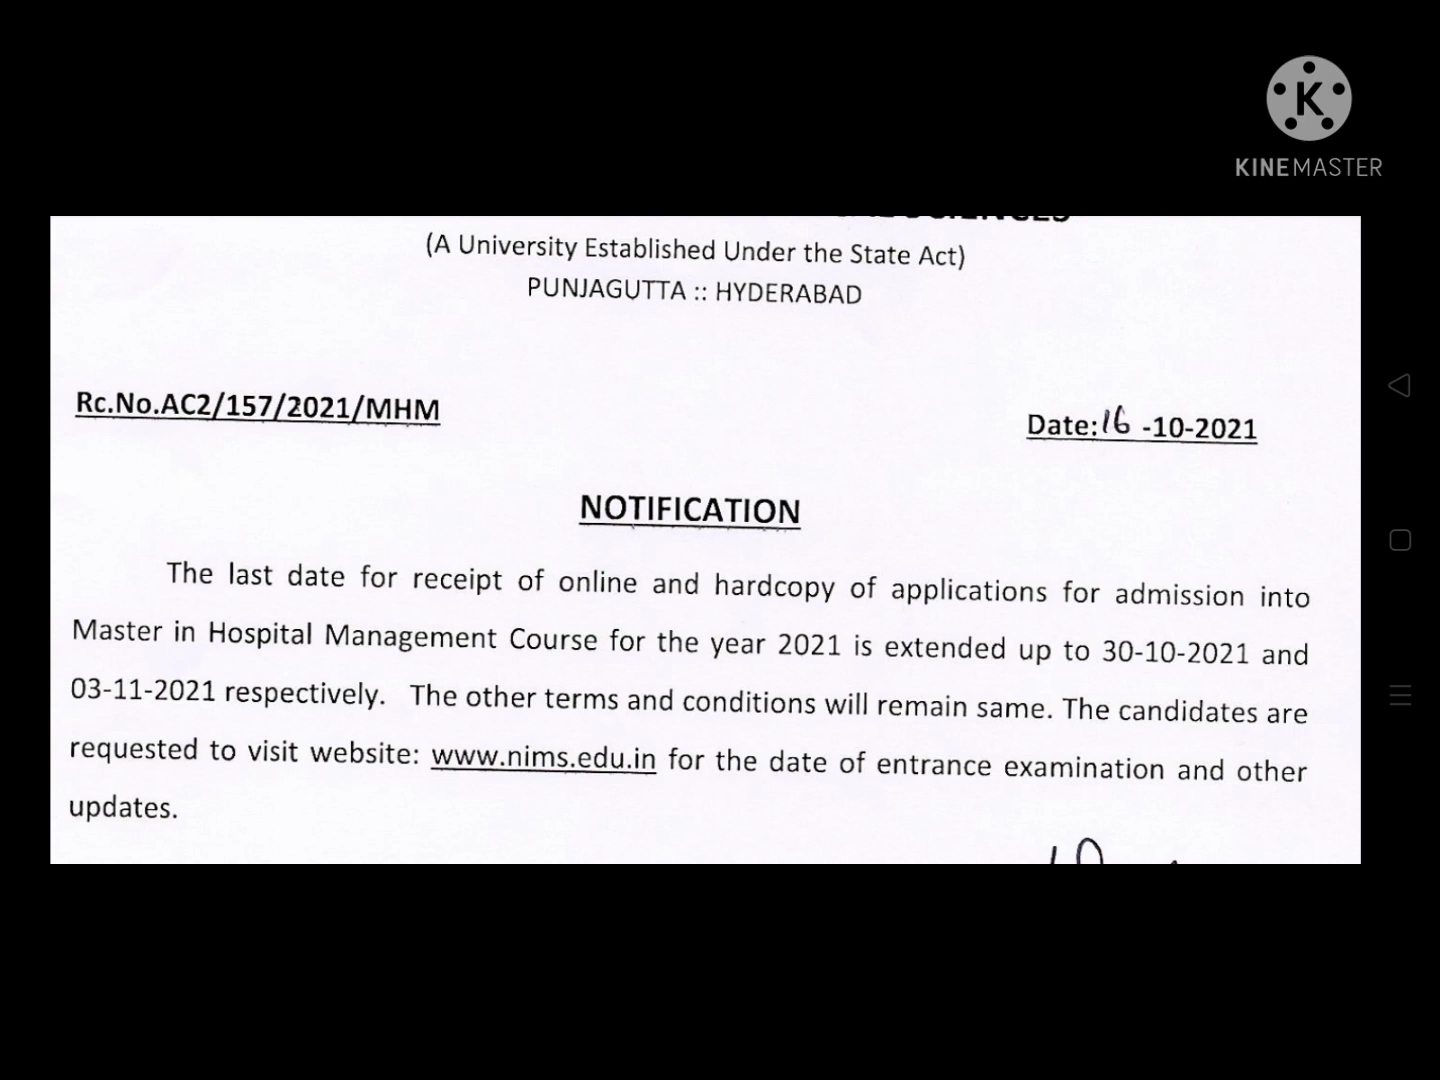 KINEMASTER
(A University Established Under the State Act)
PUNJAGUTTA :: HYDERABAD
Rc.No.AC2/157/2021/MHM
Date:16 -10-2021
NOTIFICATION
The last date for receipt of online and hardcopy of applications for admission into
Master in Hospital Management Course for the year 2021 is extended up to 30-10-2021 and
03-11-2021 respectively. The other terms and conditions will remain same. The candidates are
requested to visit website: www.nims.edu.in for the date of entrance examination and other
updates.